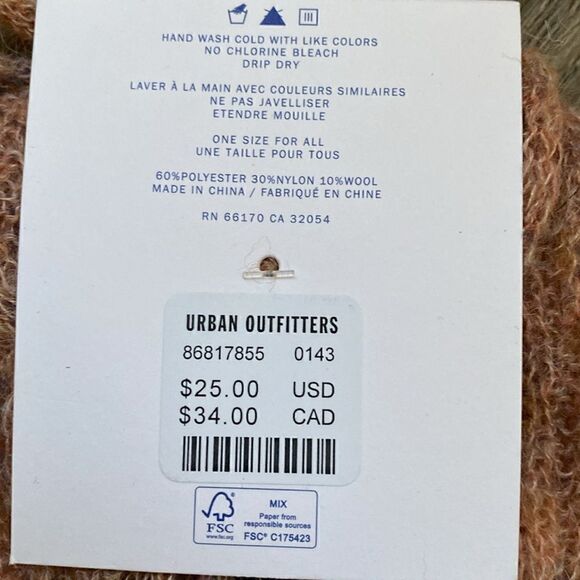 HAND WASH COLD WITH LIKE COLORS
NO CHLORINE BLEACH
DRIP DRY
LAVER À LA MAIN AVEC COULEURS SIMILAIRES
NE PAS JAVELLISER
ETENDRE MOUILLE
ONE SIZE FOR ALL
UNE TAILLE POUR TOUS
60%POLYESTER 30%NYLON 10%WOOL
MADE IN CHINA / FABRIQUÉ EN CHINE
RN 66170 CA 32054
URBAN OUTFITTERS
86817855 0143
$25.00 USD
$34.00 CAD
FSC
www.fsc.org
MIX
Paper from
responsible sources
FSC® C175423